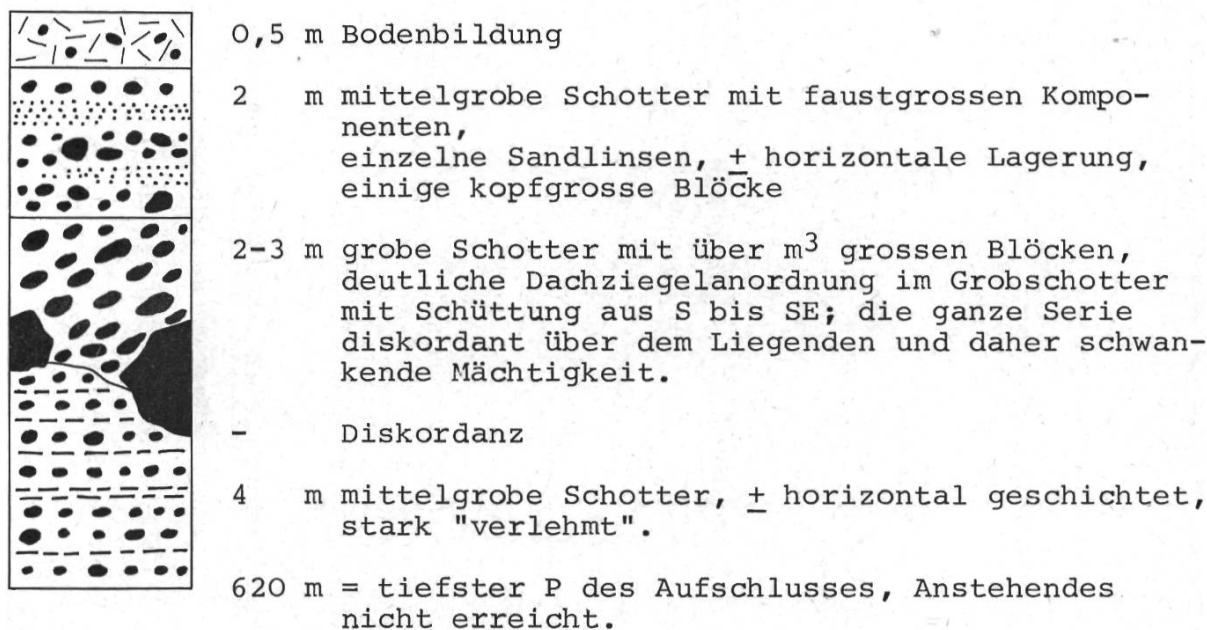 0,5 m Bodenbildung
2 m mittelgrobe Schotter mit faustgrossen Kompo-
nenten,
einzelne Sandlinsen, ± horizontale Lagerung,
einige kopfgrosse Blöcke
2-3 m grobe Schotter mit über m³ grossen Blöcken,
deutliche Dachziegelanordnung im Grobschotter
mit Schüttung aus S bis SE; die ganze Serie
diskordant über dem Liegenden und daher schwan-
kende Mächtigkeit.
- Diskordanz
4 m mittelgrobe Schotter, ± horizontal geschichtet,
stark "verlehmt".
620 m = tiefster P des Aufschlusses, Anstehendes
nicht erreicht.